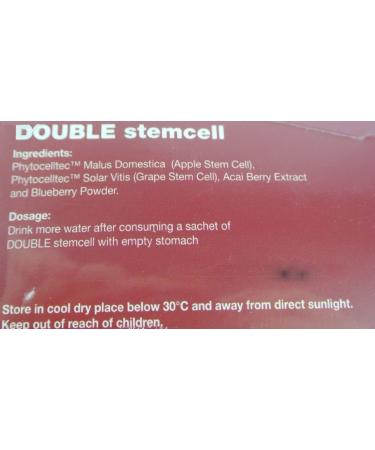 DOUBLE stemcell
Ingredients:
Phytocelltec™ Malus Domestica (Apple Stem Cell),
Phytocelltec™ Solar Vitis (Grape Stem Cell), Acai Berry Extract
and Blueberry Powder.
Dosage:
Drink more water after consuming a sachet of
DOUBLE stemcell with empty stomach
Store in cool dry place below 30°C and away from direct sunlight.
Keep out of reach of children,